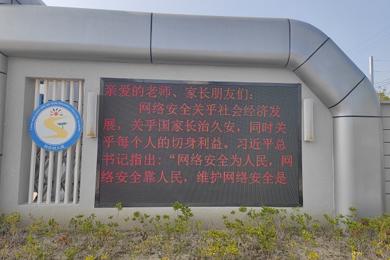 亲爱的老师、家长朋友们：
网络安全关乎社会经济发
展，关乎国家长治久安，同时关
乎每个人的切身利益。习近平总
书记指出：“网络安全为人民，网
络安全靠人民，维护网络安全是